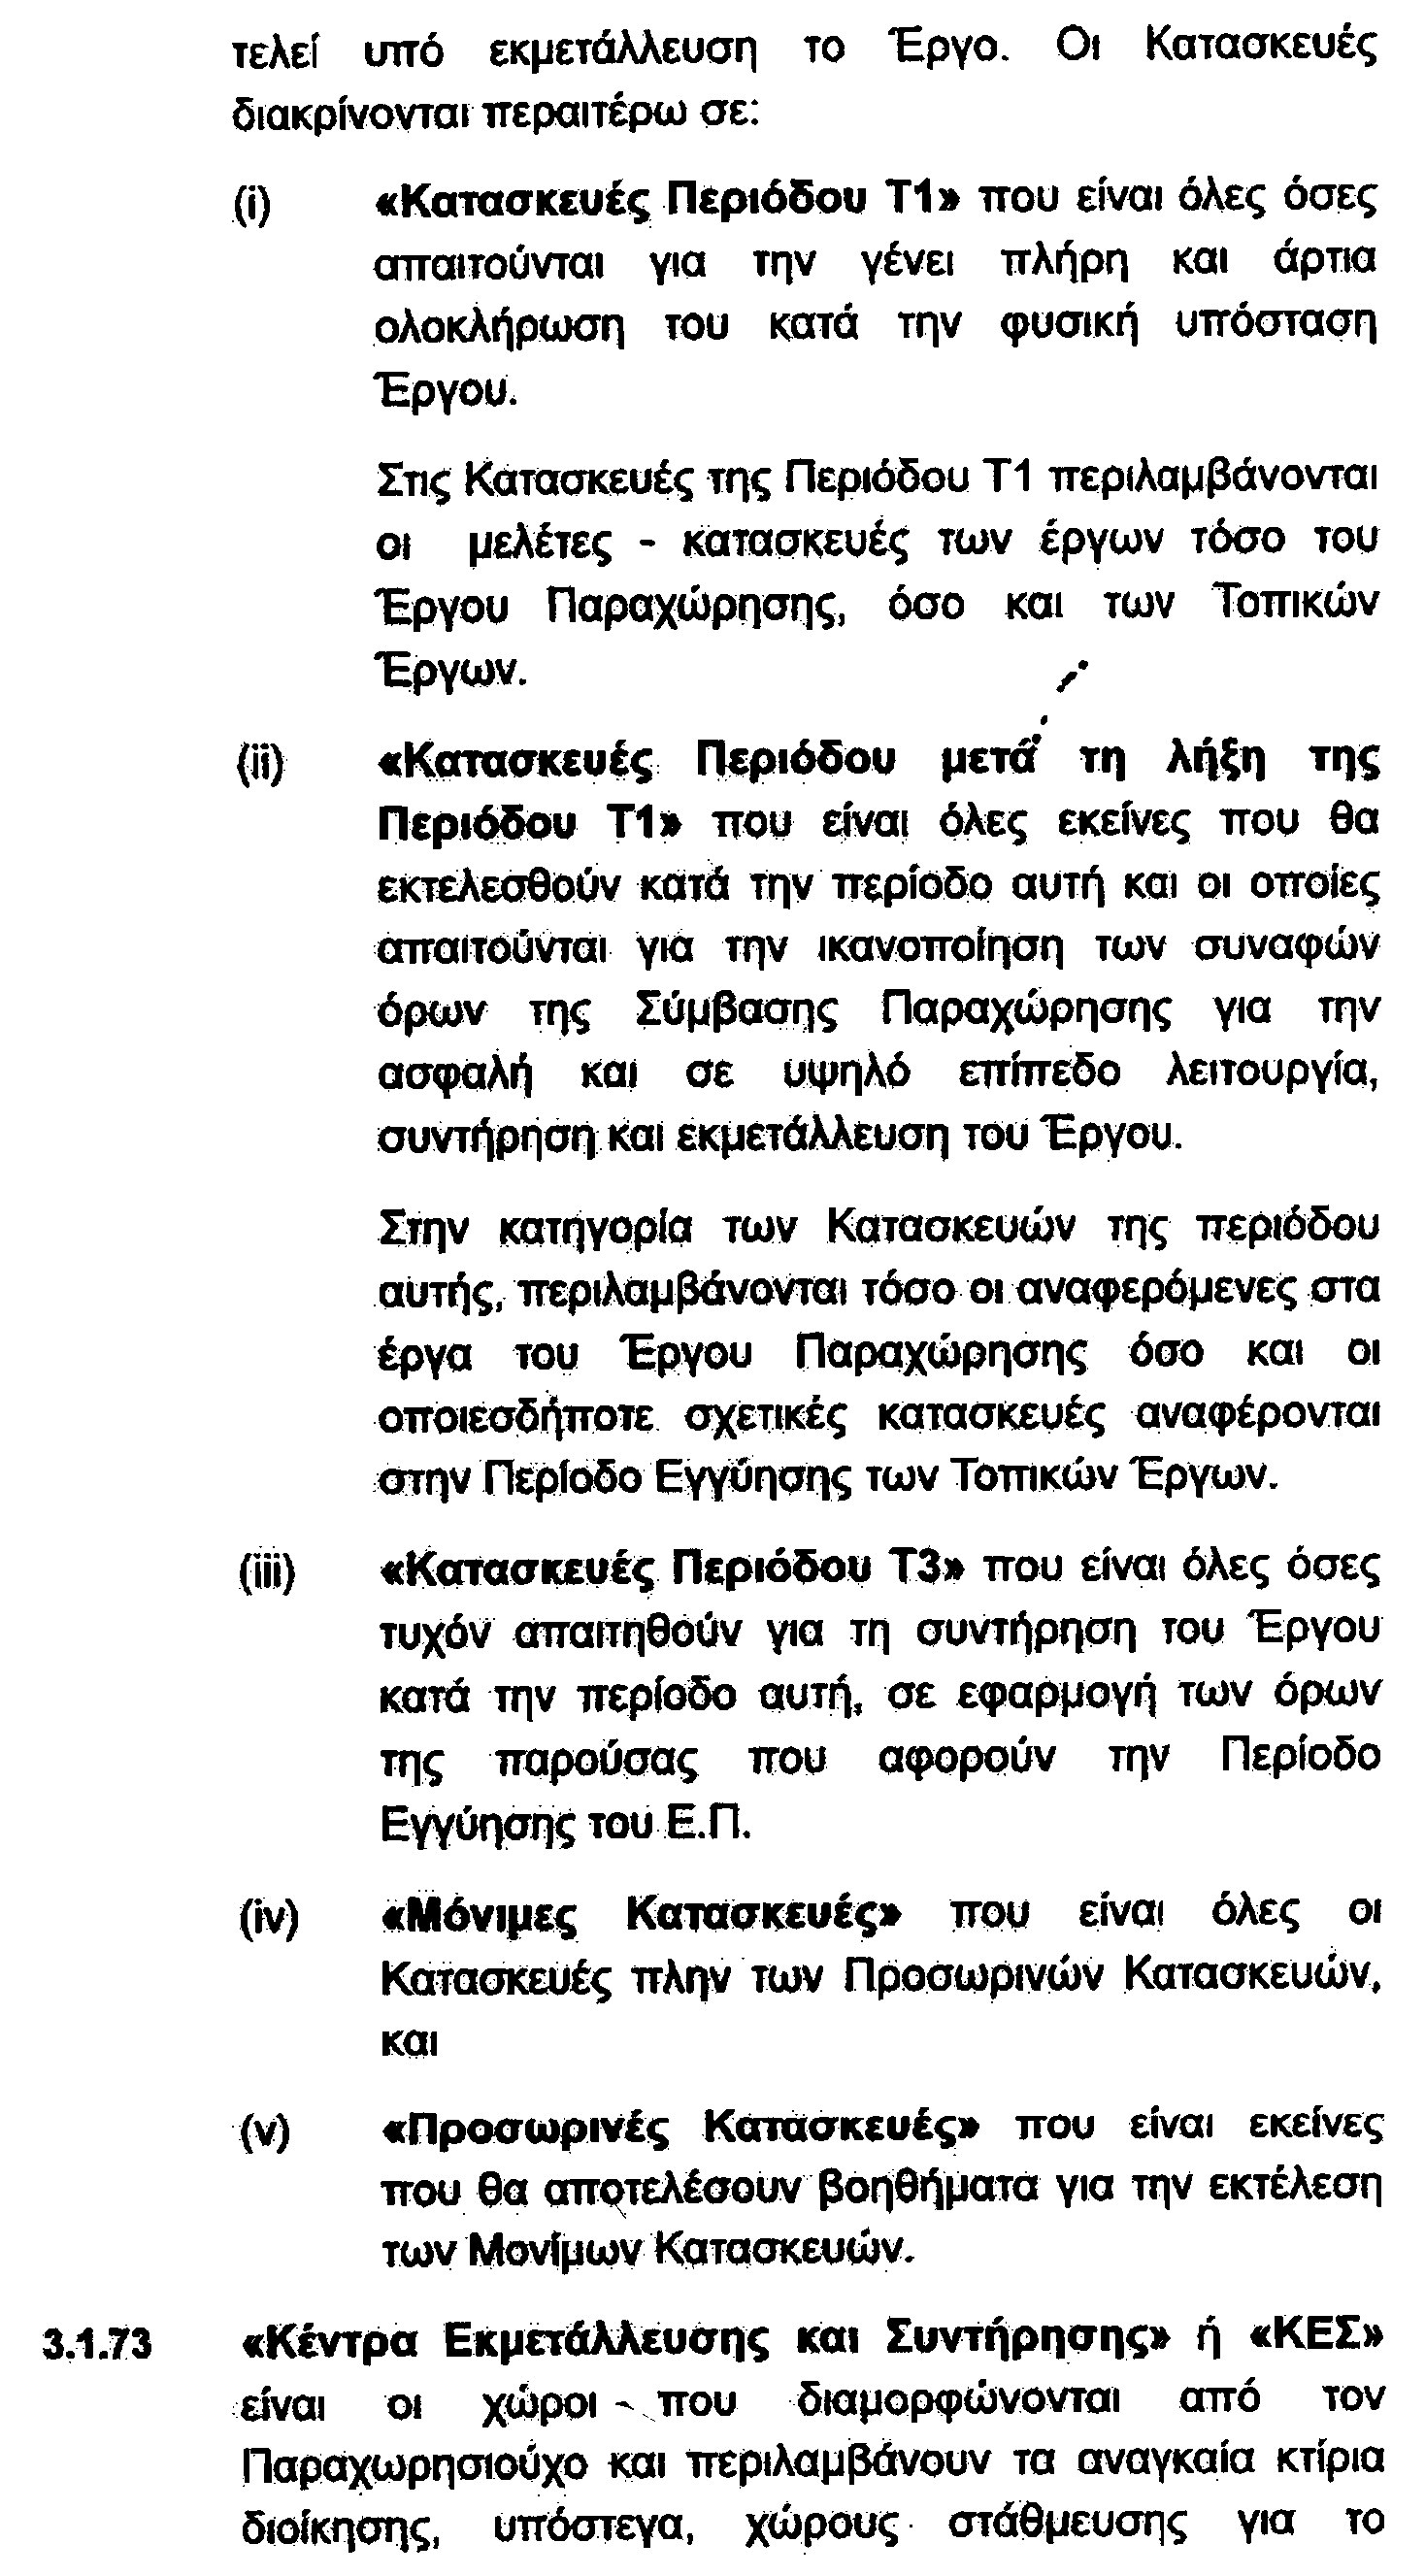 τελεί υπό εκμετάλλευση το Έργο. Οι Κατασκευές
διακρίνονται περαιτέρω σε:
(i) «Κατασκευές Περιόδου Τ1» που είναι όλες όσες
απαιτούνται για την γένει πλήρη και άρτια
ολοκλήρωση του κατά την φυσική υπόσταση
Έργου.
Στις Κατασκευές της Περιόδου Τ1 περιλαμβάνονται
οι μελέτες - κατασκευές των έργων τόσο του
Έργου Παραχώρησης, όσο και των Τοπικών
Έργων.
(ii) «Κατασκευές Περιόδου μετά τη λήξη της
Περιόδου Τ1» που είναι όλες εκείνες που θα
εκτελεσθούν κατά την περίοδο αυτή και οι οποίες
απαιτούνται για την ικανοποίηση των συναφών
όρων της Σύμβασης Παραχώρησης για την
ασφαλή και σε υψηλό επίπεδο λειτουργία,
συντήρηση και εκμετάλλευση του Έργου.
Στην κατηγορία των Κατασκευών της περιόδου
αυτής, περιλαμβάνονται τόσο οι αναφερόμενες στα
έργα του Έργου Παραχώρησης όσο και οι
οποιεσδήποτε σχετικές κατασκευές αναφέρονται
στην Περίοδο Εγγύησης των Τοπικών Έργων.
(iii) «Κατασκευές Περιόδου Τ3» που είναι όλες όσες
τυχόν απαιτηθούν για τη συντήρηση του Έργου
κατά την περίοδο αυτή, σε εφαρμογή των όρων
της παρούσας που αφορούν την Περίοδο
Εγγύησης του Ε.Π.
(iv) «Μόνιμες Κατασκευές» που είναι όλες οι
Κατασκευές πλην των Προσωρινών Κατασκευών,
και
(v) «Προσωρινές Κατασκευές» που είναι εκείνες
που θα αποτελέσουν βοηθήματα για την εκτέλεση
των Μονίμων Κατασκευών.
3.1.73 «Κέντρα Εκμετάλλευσης και Συντήρησης» ή «ΚΕΣ»
είναι οι χώροι που διαμορφώνονται από τον
Παραχωρησιούχο και περιλαμβάνουν τα αναγκαία κτίρια
διοίκησης, υπόστεγα, χώρους στάθμευσης για το